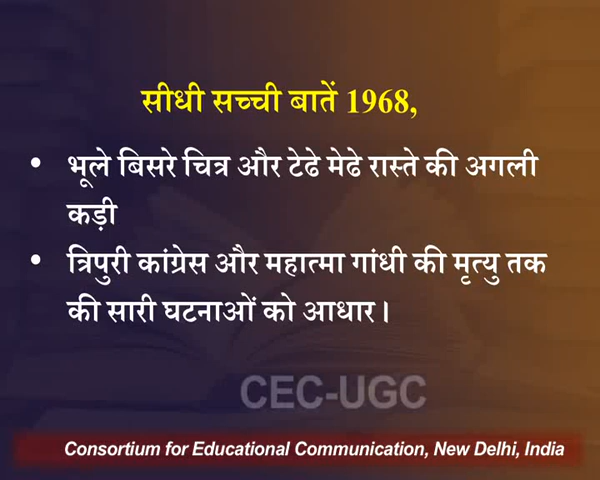 सीधी सच्ची बातें 1968,
• भूले बिसरे चित्र और टेढे मेढे रास्ते की अगली
कड़ी
• त्रिपुरी कांग्रेस और महात्मा गांधी की मृत्यु तक
की सारी घटनाओं को आधार।
CEC-UGC
Consortium for Educational Communication, New Delhi, India